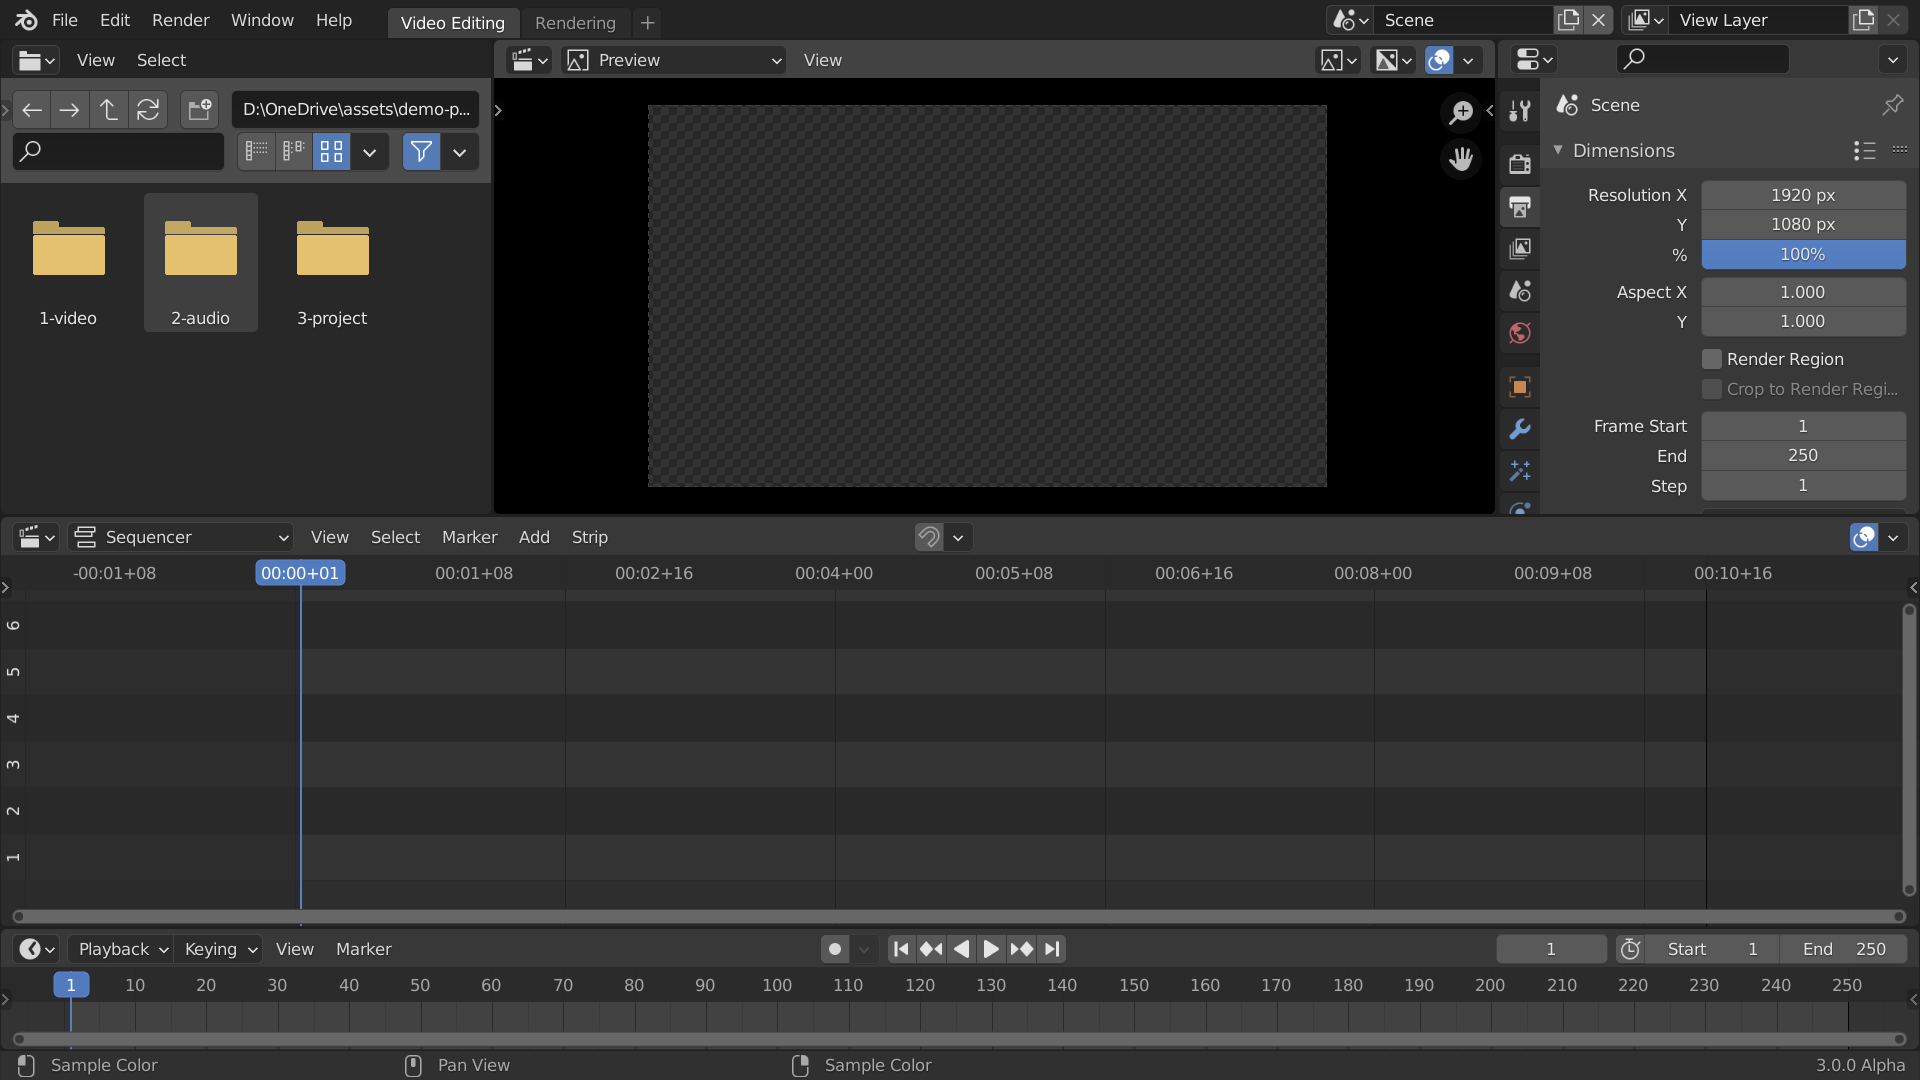 File Edit Render Window Help Video Editing Rendering + Scene View Layer
View Select Preview View
D:\OneDrive\assets\demo-p...
1-video 2-audio 3-project
Scene
Dimensions
Resolution X 1920 px
Y 1080 px
% 100%
Aspect X 1.000
Y 1.000
Render Region
Crop to Render Regi...
Frame Start 1
End 250
Step 1
Sequencer View Select Marker Add Strip
-00:01+08 00:00+01 00:01+08 00:02+16 00:04+00 00:05+08 00:06+16 00:08+00 00:09+08 00:10+16
6
5
4
3
2
1
Playback Keying View Marker 1 Start 1 End 250
1 10 20 30 40 50 60 70 80 90 100 110 120 130 140 150 160 170 180 190 200 210 220 230 240 250
Sample Color Pan View Sample Color 3.0.0 Alpha